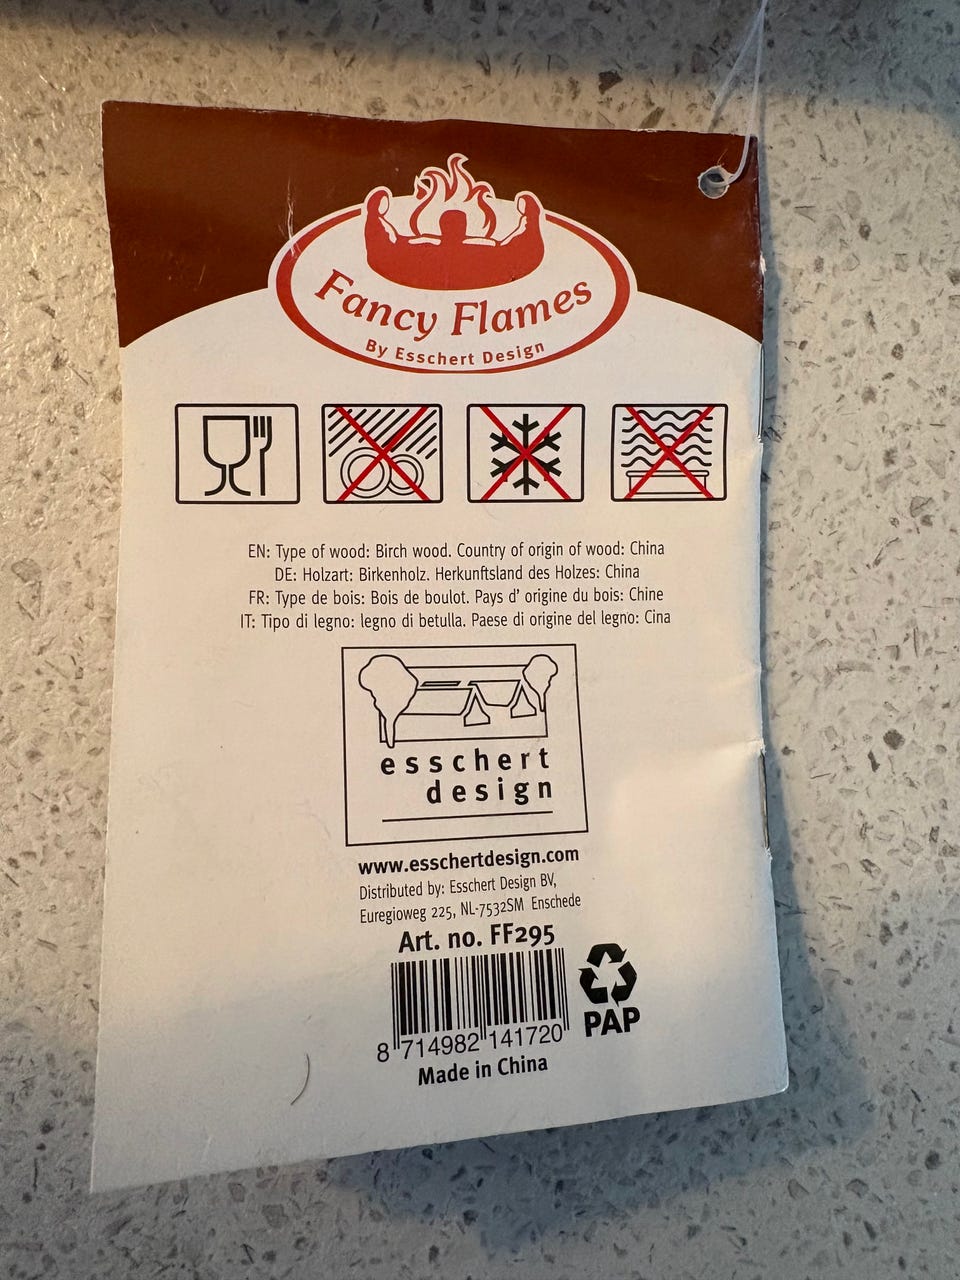 Fancy Flames
By Esschert Design
EN: Type of wood: Birch wood. Country of origin of wood: China
DE: Holzart: Birkenholz. Herkunftsland des Holzes: China
FR: Type de bois: Bois de boulot. Pays d' origine du bois: Chine
IT: Tipo di legno: legno di betulla. Paese di origine del legno: Cina
esschert
design
www.esschertdesign.com
Distributed by: Esschert Design BV,
Euregioweg 225, NL-7532SM Enschede
Art. no. FF295
8 714982 141720
PAP
Made in China